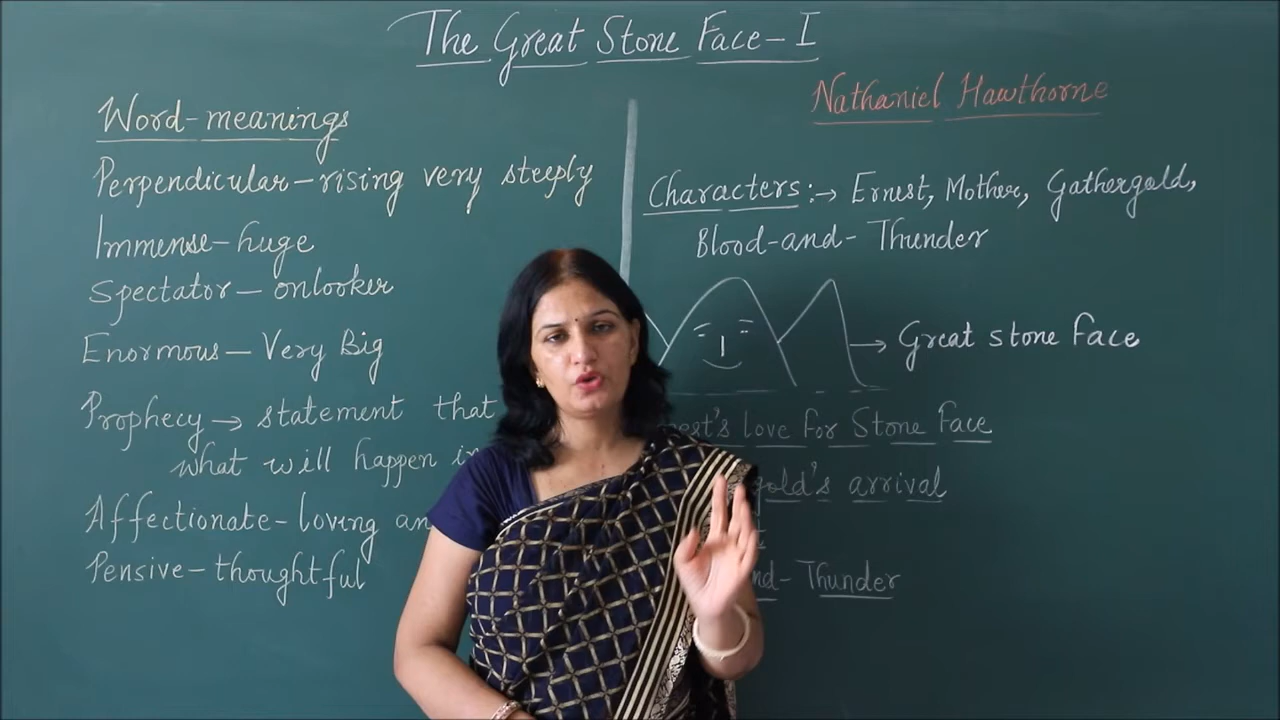 The Great Stone Face-I
Nathaniel Hawthorne
Word-meanings
Perpendicular-rising very steeply
Immense-huge
Spectator-onlooker
Enormous-Very Big
Prophecy→statement that
what will happen
Affectionate-loving
Pensive-thoughtful
Characters:→Ernest, Mother, Gathergold,
Blood-and-Thunder
→Great stone face
love for Stone Face
arrival
Thunder